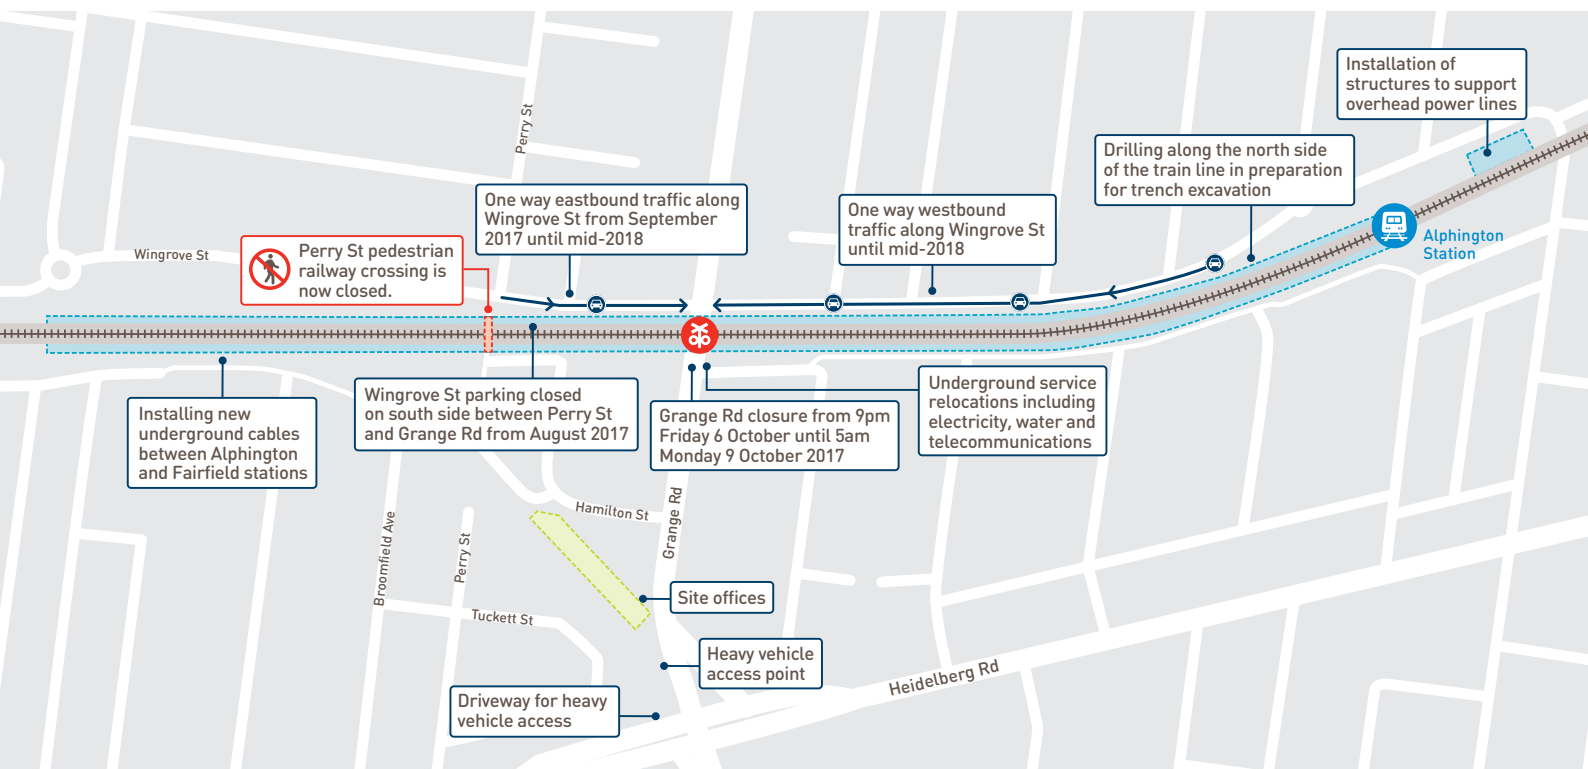 Installation of
structures to support
overhead power lines
Perry St
Drilling along the north side
of the train line in preparation
for trench excavation
One way eastbound traffic along
Wingrove St from September
2017 until mid-2018
One way westbound
traffic along Wingrove St
until mid-2018
Alphington
Station
Wingrove St
Perry St pedestrian
railway crossing is
now closed.
Installing new
underground cables
between Alphington
and Fairfield stations
Wingrove St parking closed
on south side between Perry St
and Grange Rd from August 2017
Grange Rd closure from 9pm
Friday 6 October until 5am
Monday 9 October 2017
Underground service
relocations including
electricity, water and
telecommunications
Hamilton St
Grange Rd
Broomfield Ave
Perry St
Tuckett St
Site offices
Heavy vehicle
access point
Driveway for heavy
vehicle access
Heidelberg Rd